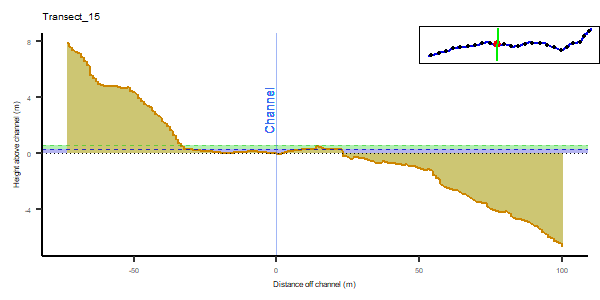 Transect_15
8
4
0
-4
Height above channel (m)
Channel
-50
0
50
100
Distance off channel (m)